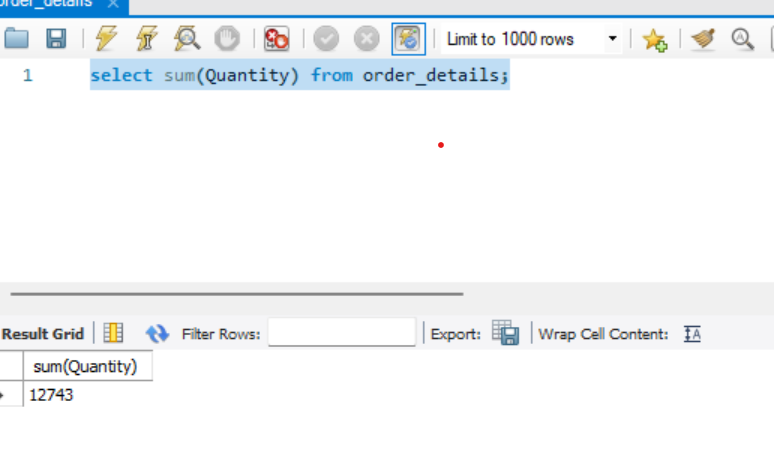 order_details
Limit to 1000 rows
1 select sum(Quantity) from order_details;
Result Grid Filter Rows: Export: Wrap Cell Content:
sum(Quantity)
12743